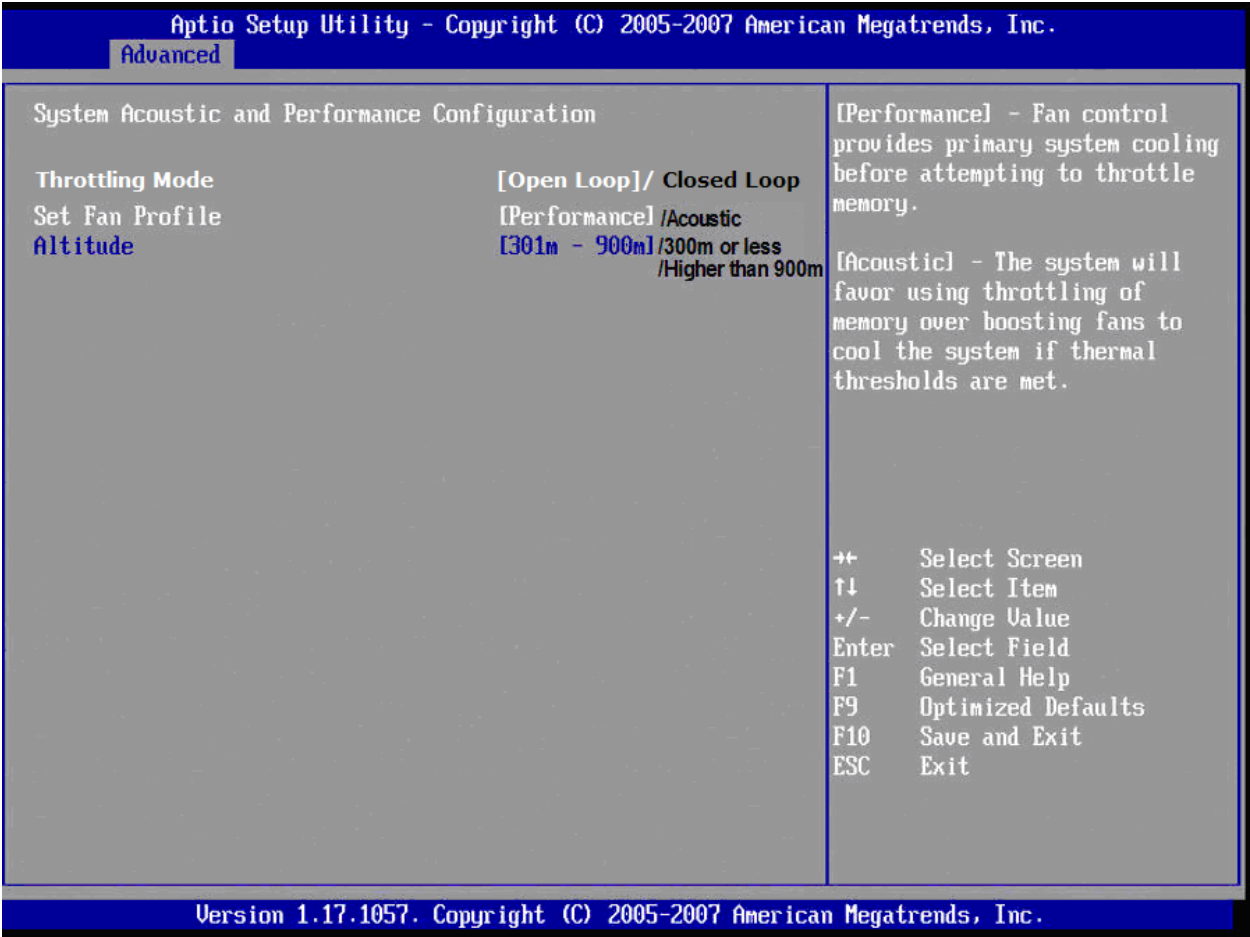 Aptio Setup Utility - Copyright (C) 2005-2007 American Megatrends, Inc.
Advanced
System Acoustic and Performance Configuration
Throttling Mode [Open Loop]/ Closed Loop
Set Fan Profile [Performance] /Acoustic
Altitude [301m - 900m] /300m or less
/Higher than 900m
[Performance] - Fan control
provides primary system cooling
before attempting to throttle
memory.
[Acoustic] - The system will
favor using throttling of
memory over boosting fans to
cool the system if thermal
thresholds are met.
→← Select Screen
↑↓ Select Item
+/- Change Value
Enter Select Field
F1 General Help
F9 Optimized Defaults
F10 Save and Exit
ESC Exit
Version 1.17.1057. Copyright (C) 2005-2007 American Megatrends, Inc.